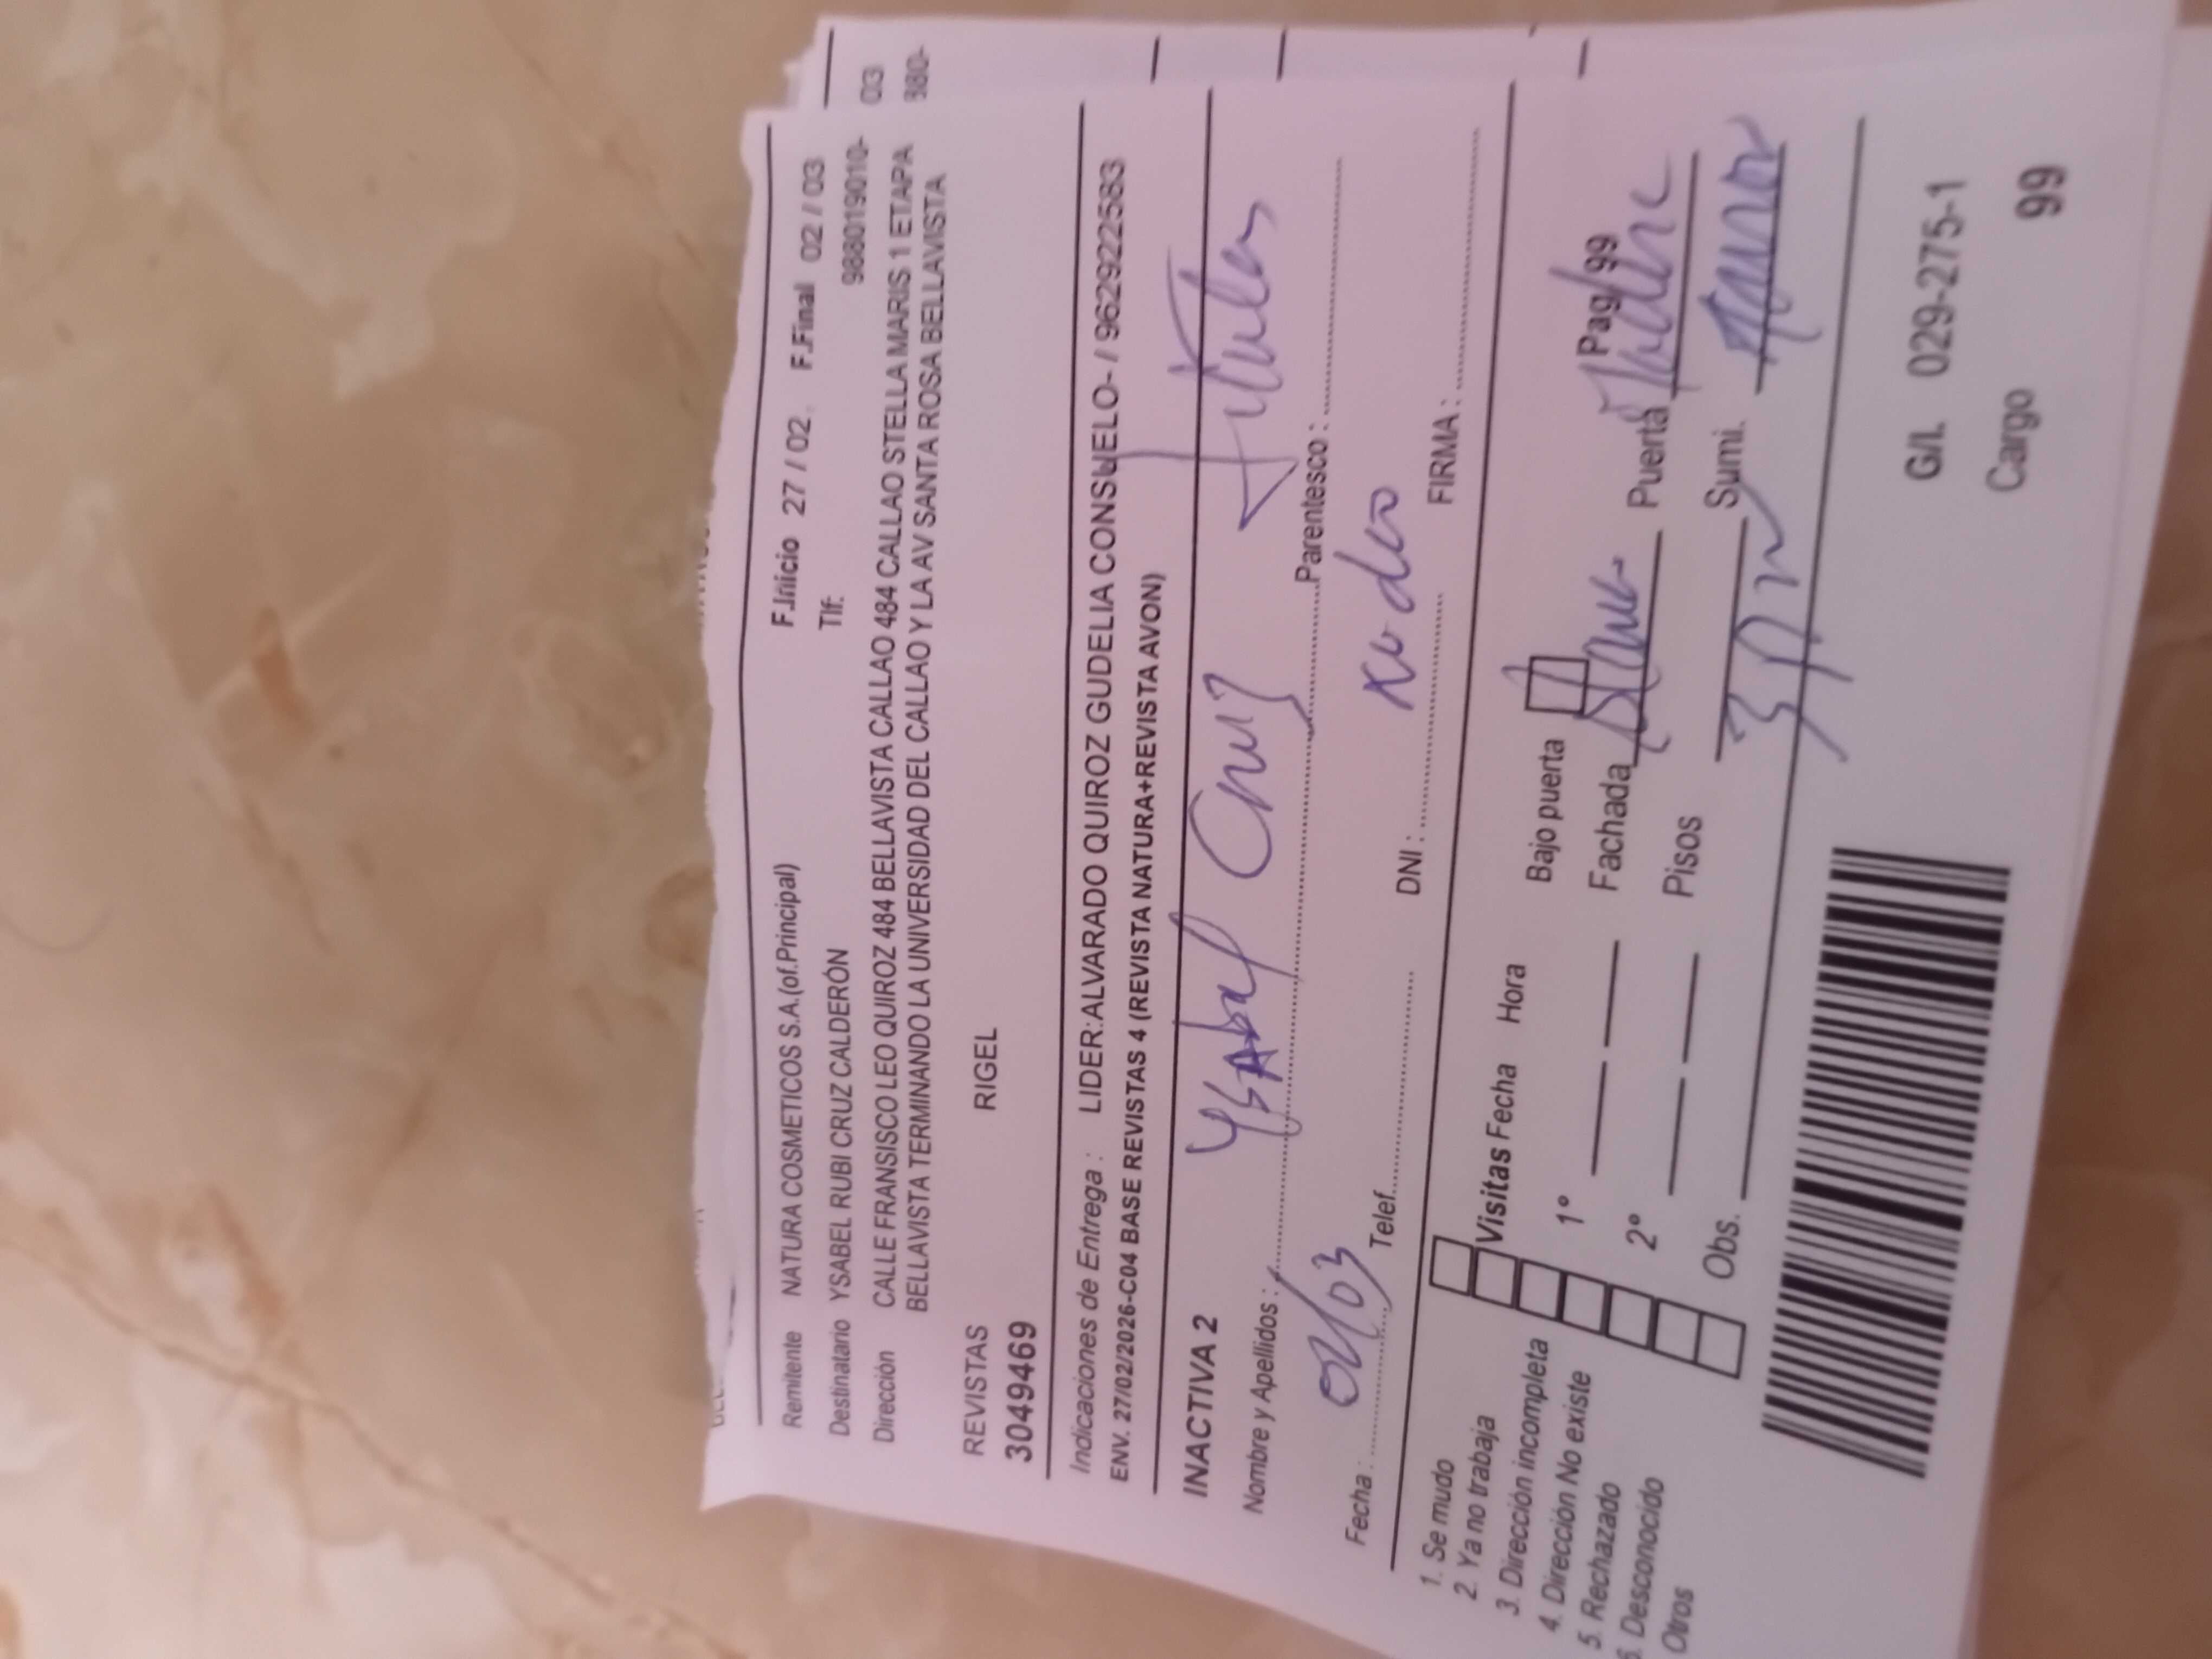 F.Inicio 27 / 02. F.Final 02 / 03
Remitente NATURA COSMETICOS S.A.(of.Principal) Tlf: 988019010-
Destinatario YSABEL RUBI CRUZ CALDERÓN
Dirección CALLE FRANSISCO LEO QUIROZ 484 BELLAVISTA CALLAO 484 CALLAO STELLA MARIS 1 ETAPA
BELLAVISTA TERMINANDO LA UNIVERSIDAD DEL CALLAO Y LA AV SANTA ROSA BELLAVISTA
REVISTAS RIGEL
3049469
Indicaciones de Entrega : LIDER:ALVARADO QUIROZ GUDELIA CONSUELO- / 962922583
ENV. 27/02/2026-C04 BASE REVISTAS 4 (REVISTA NATURA+REVISTA AVON)
INACTIVA 2
Nombre y Apellidos : Ysabel Cruz Parentesco : titular
Fecha : 02/03 Telef. DNI : FIRMA :
1. Se mudo
2. Ya no trabaja
3. Dirección incompleta
4. Dirección No existe
5. Rechazado
6. Desconocido
Otros
Visitas Fecha Hora
1°
2°
Obs.
Bajo puerta Pag/99
Fachada Puerta
Pisos Sumi.
G/L 029-275-1
Cargo 99
03
880-